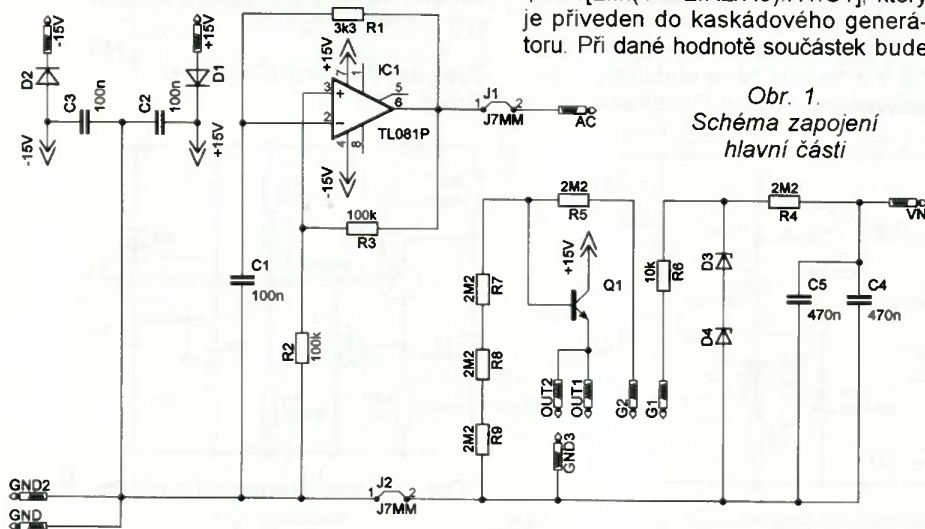 který
je přiveden do kaskádového generá-
toru. Při dané hodnotě součástek bude
Obr. 1.
Schéma zapojení
hlavní části
-15V
+15V
D2
D1
C3
100n
C2
100n
-15V
+15V
3k3
R1
+15V
IC1
7
1
3
+
5
6
2
-
TL081P
4
8
-15V
100k
R3
C1
100n
R2
100k
J1
1
2
J7MM
AC
2M2
R5
+15V
Q1
2M2
R7
2M2
R8
2M2
R9
OUT2
OUT1
G2
G1
GND3
10k
R6
D3
D4
2M2
R4
VN
C5
470n
C4
470n
GND2
GND
J2
1
2
J7MM